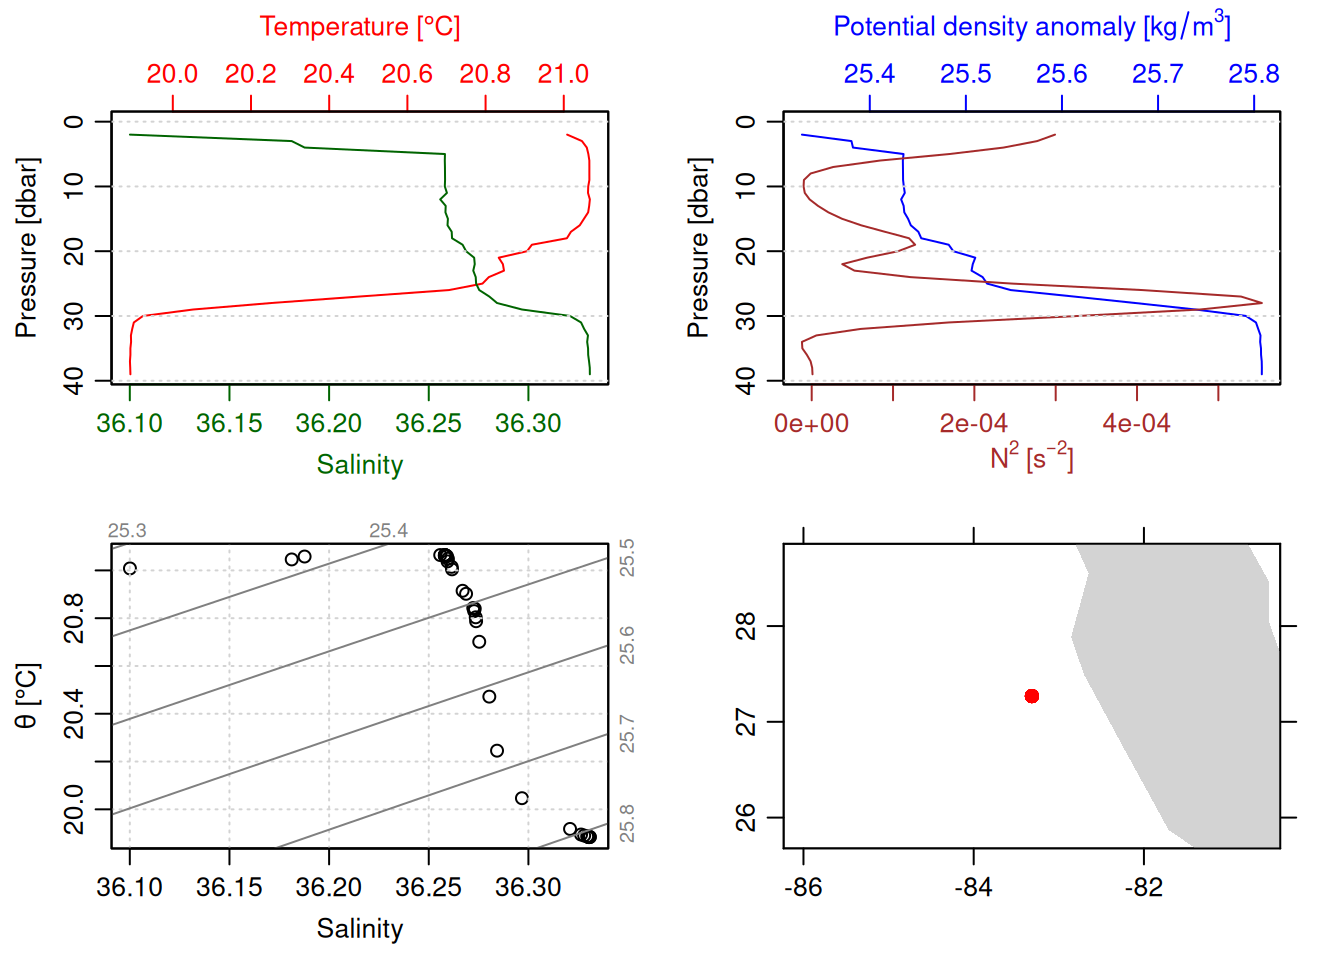 Temperature [°C]
20.0 20.2 20.4 20.6 20.8 21.0
Pressure [dbar]
0
10
20
30
40
36.10 36.15 36.20 36.25 36.30
Salinity
Potential density anomaly [kg/m³]
25.4 25.5 25.6 25.7 25.8
Pressure [dbar]
0
10
20
30
40
0e+00 2e-04 4e-04
N² [s⁻²]
25.3 25.4
25.5
25.6
25.7
25.8
θ [°C]
20.8
20.4
20.0
36.10 36.15 36.20 36.25 36.30
Salinity
28
27
26
-86 -84 -82